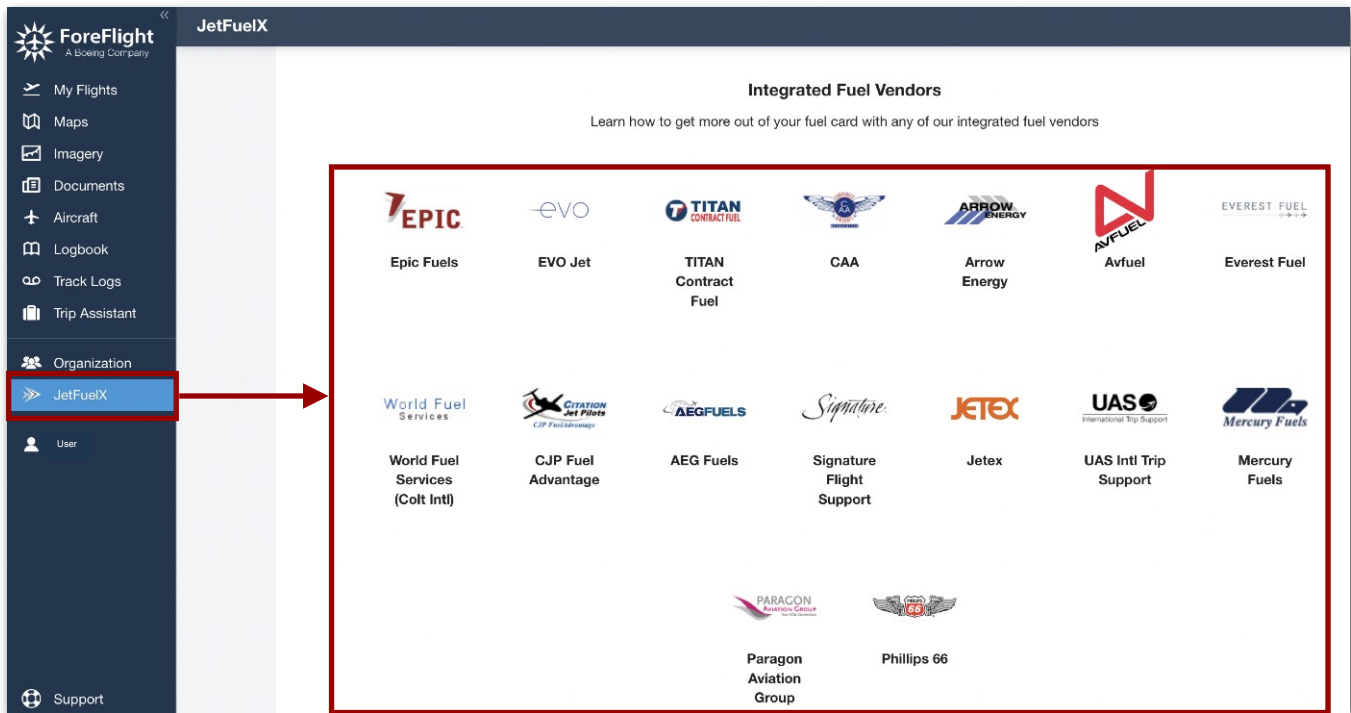 JetFuelX
ForeFlight
A Boeing Company
My Flights
Maps
Imagery
Documents
Aircraft
Logbook
Track Logs
Trip Assistant
Organization
JetFuelX
User
Support
Integrated Fuel Vendors
Learn how to get more out of your fuel card with any of our integrated fuel vendors
EPIC
evo
TITAN
CONTRACT FUEL
CAA
ARROW
ENERGY
AVFUEL
EVEREST FUEL
Epic Fuels
EVO Jet
TITAN
Contract
Fuel
CAA
Arrow
Energy
Avfuel
Everest Fuel
World Fuel
Services
CITATION
Jet Pilots
CJP FuelAdvantage
AEGFUELS
Signature
JETEX
UAS
International Trip Support
Mercury Fuels
World Fuel
Services
(Colt Intl)
CJP Fuel
Advantage
AEG Fuels
Signature
Flight
Support
Jetex
UAS Intl Trip
Support
Mercury
Fuels
PARAGON
AVIATION GROUP
PHILLIPS
66
Paragon
Aviation
Group
Phillips 66